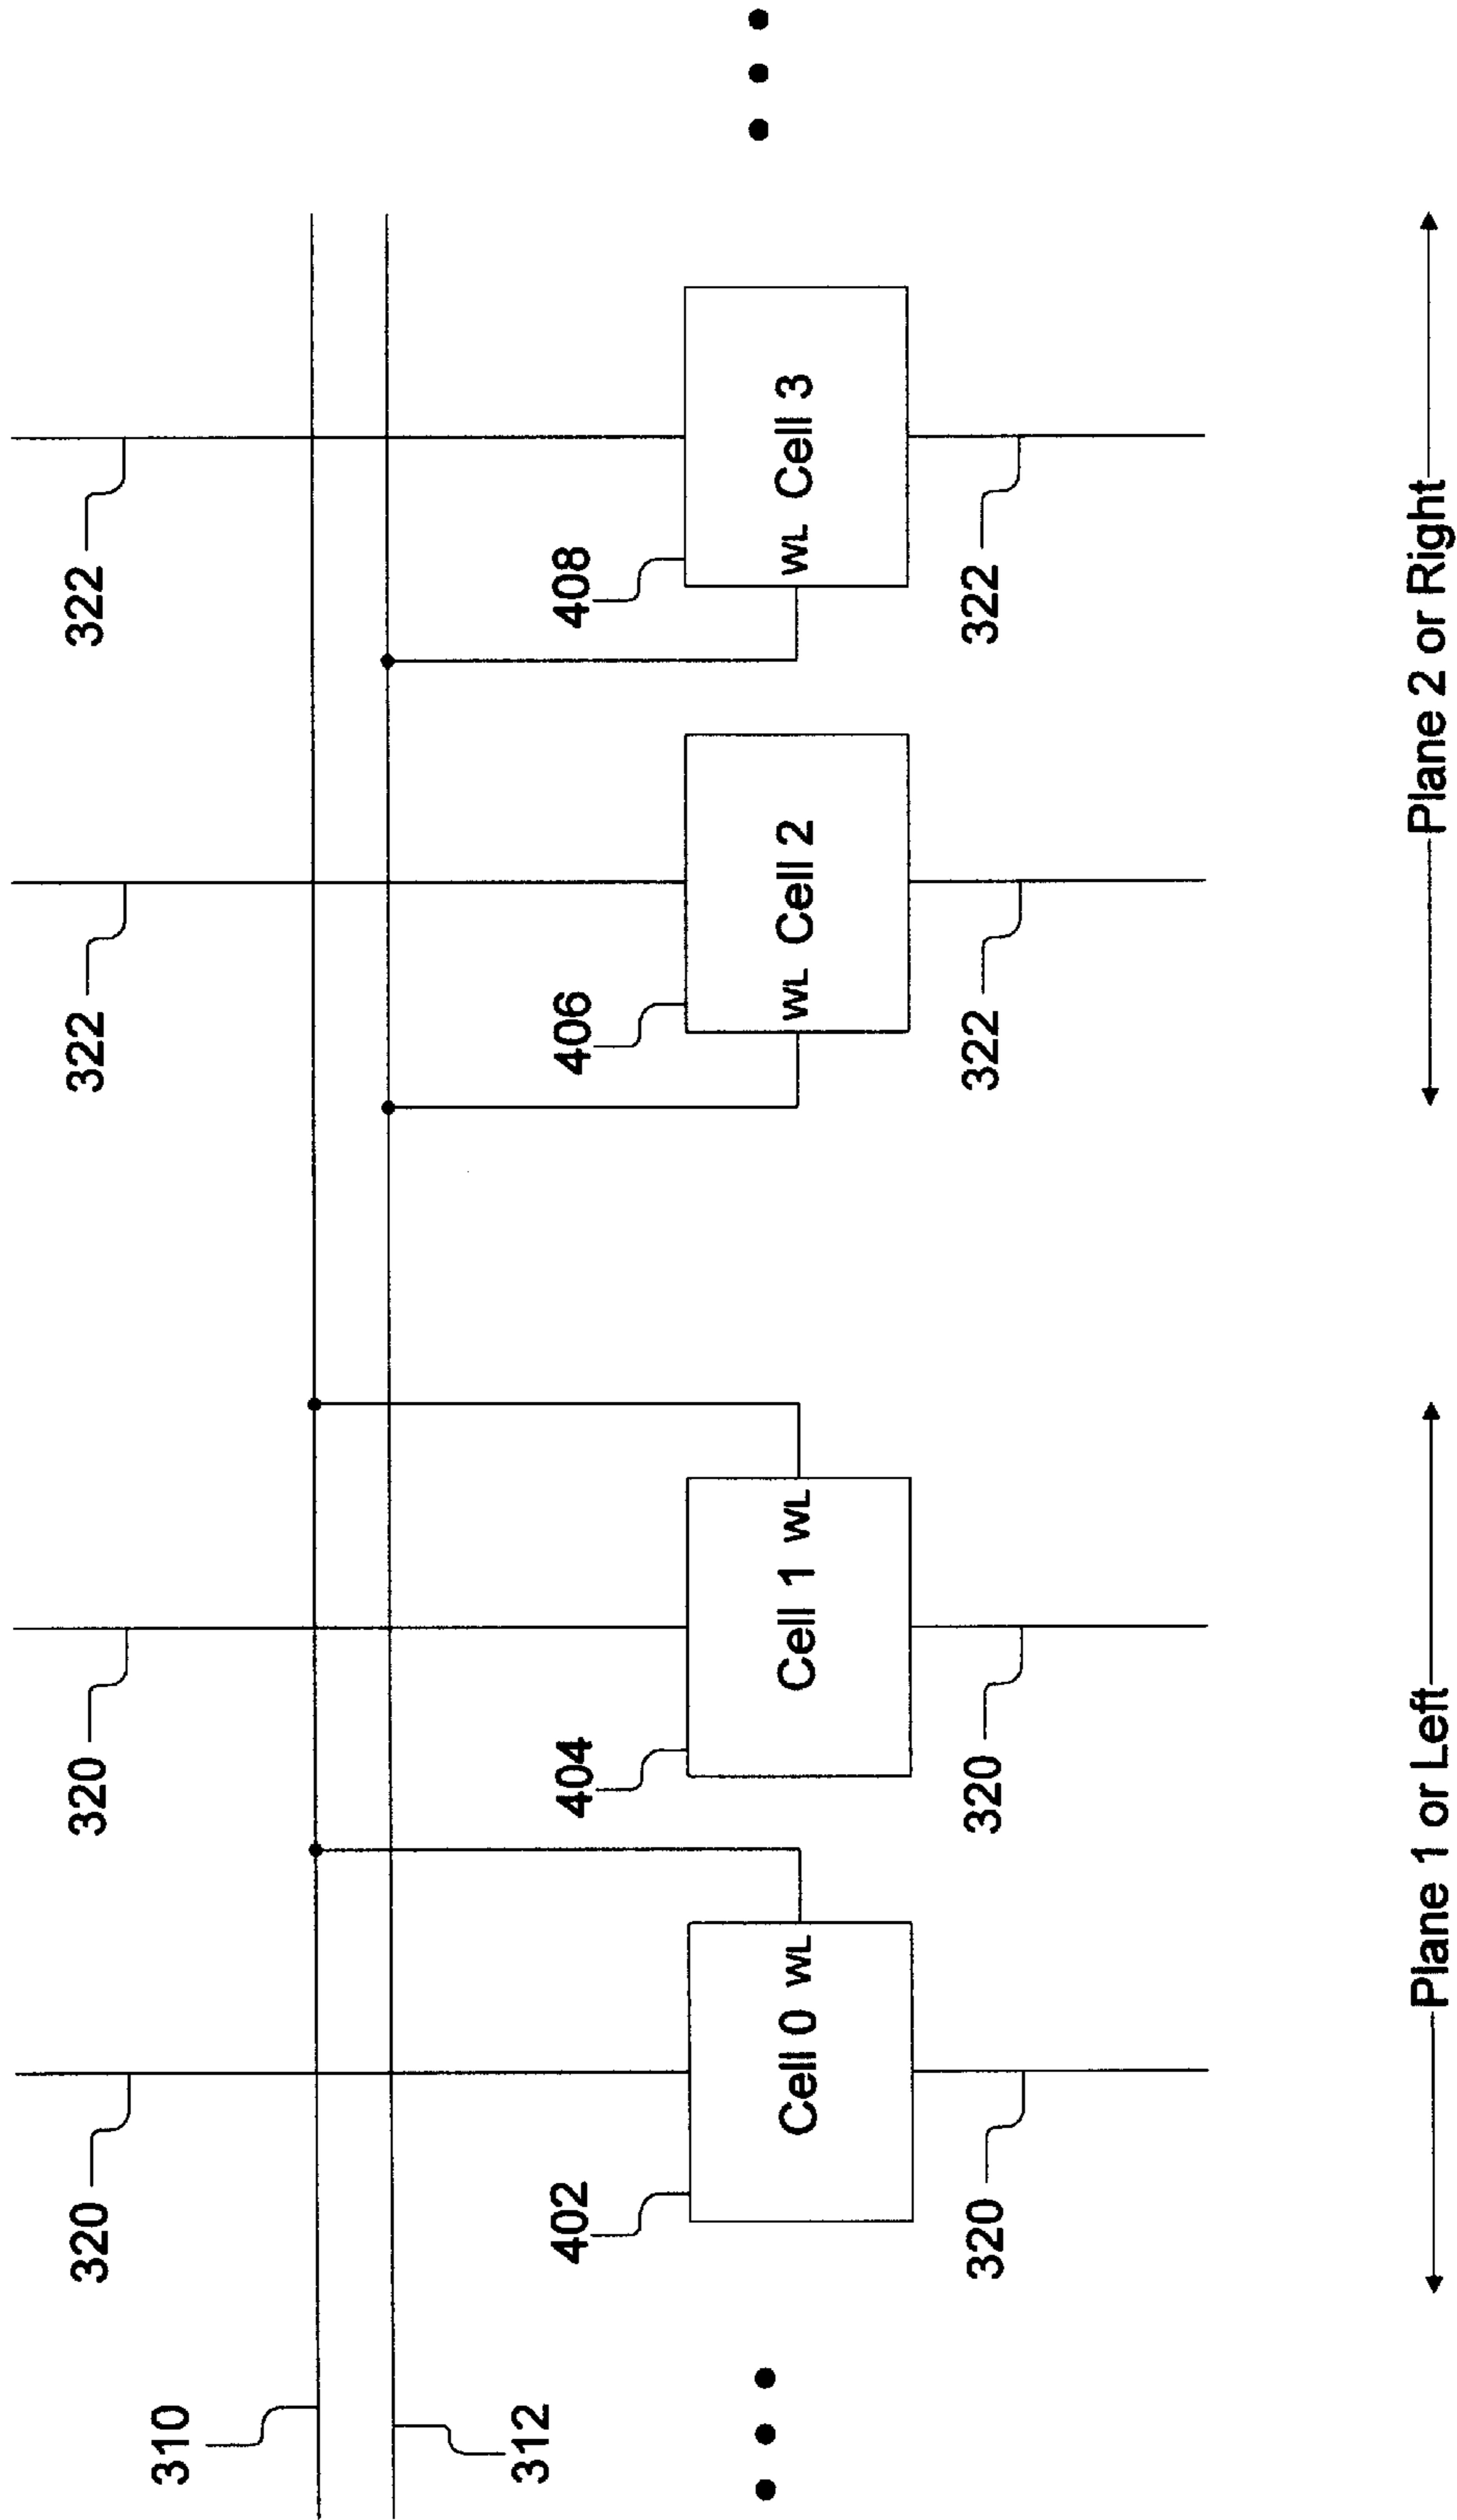 310
320
320
322
322
312
402
404
406
408
Cell 0 WL
Cell 1 WL
WL Cell 2
WL Cell 3
320
320
322
322
Plane 1 or Left
Plane 2 or Right